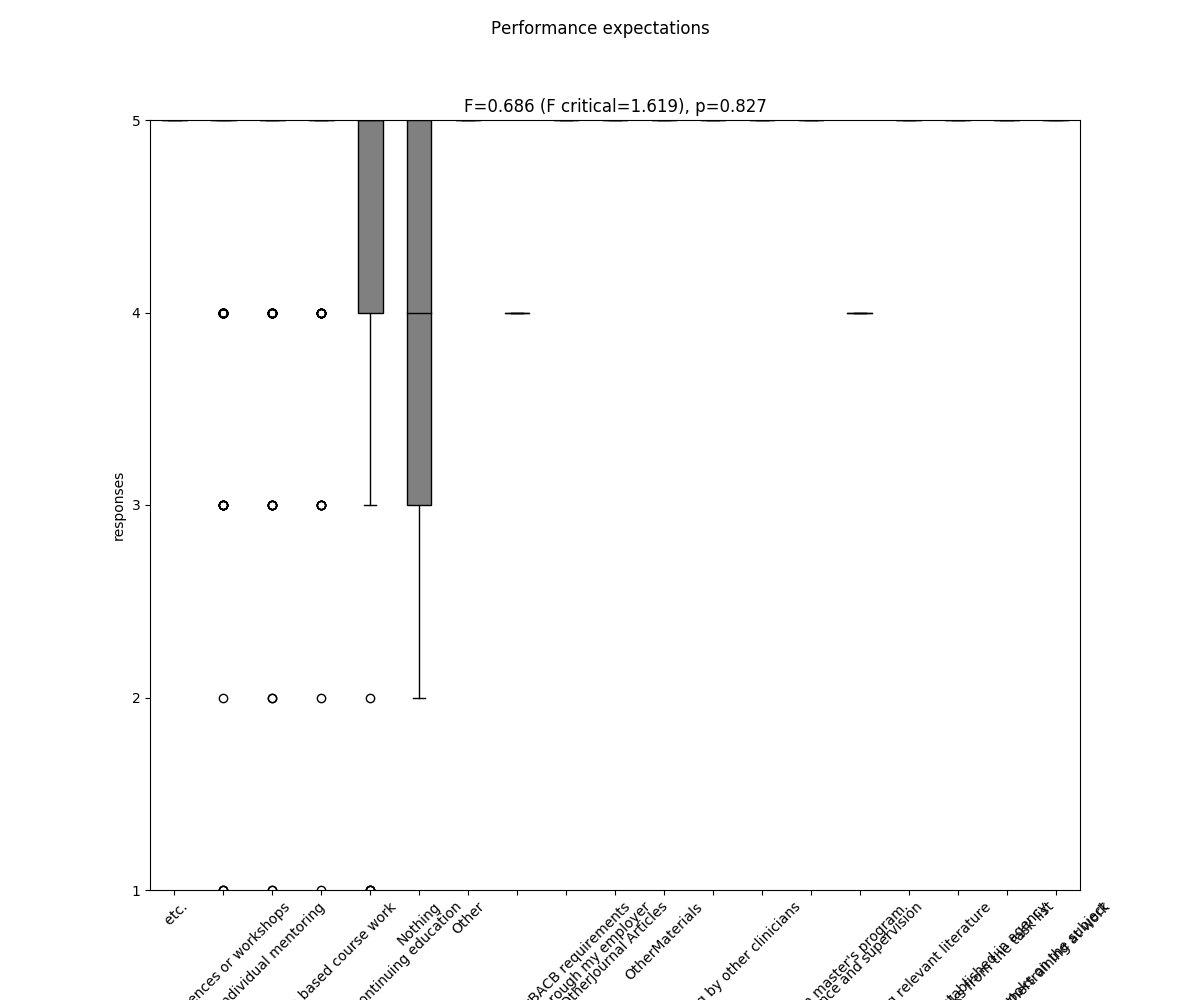 Performance expectations
F=0.686 (F critical=1.619), p=0.827
responses
5
4
3
2
1
etc.
ences or workshops
ndividual mentoring
based course work
ontinuing education
Nothing
Other
BACB requirements
rough my employer
Journal Articles
OtherMaterials
g by other clinicians
master's program.
nce and supervision
g relevant literature